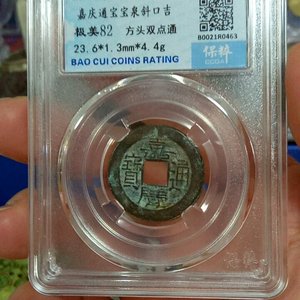 嘉庆通宝宝泉斜口吉
极美82 方头双点通
23.6*1.3mm*4.4g
BAO CUI COINS RATING
B0021R0463
保粹
CCGA
嘉慶通寶